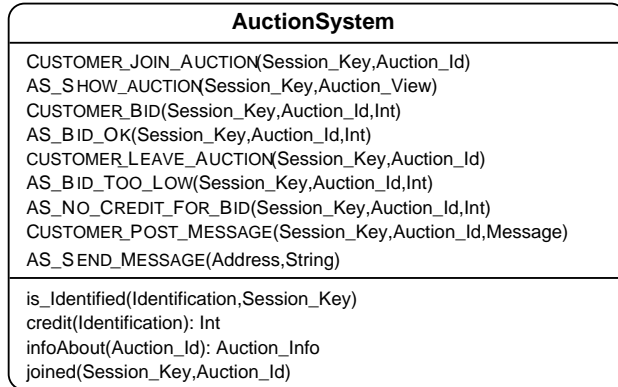 AuctionSystem
CUSTOMER_JOIN_AUCTION(Session_Key,Auction_Id)
AS_SHOW_AUCTION(Session_Key,Auction_View)
CUSTOMER_BID(Session_Key,Auction_Id,Int)
AS_BID_OK(Session_Key,Auction_Id,Int)
CUSTOMER_LEAVE_AUCTION(Session_Key,Auction_Id)
AS_BID_TOO_LOW(Session_Key,Auction_Id,Int)
AS_NO_CREDIT_FOR_BID(Session_Key,Auction_Id,Int)
CUSTOMER_POST_MESSAGE(Session_Key,Auction_Id,Message)
AS_SEND_MESSAGE(Address,String)
is_Identified(Identification,Session_Key)
credit(Identification): Int
infoAbout(Auction_Id): Auction_Info
joined(Session_Key,Auction_Id)